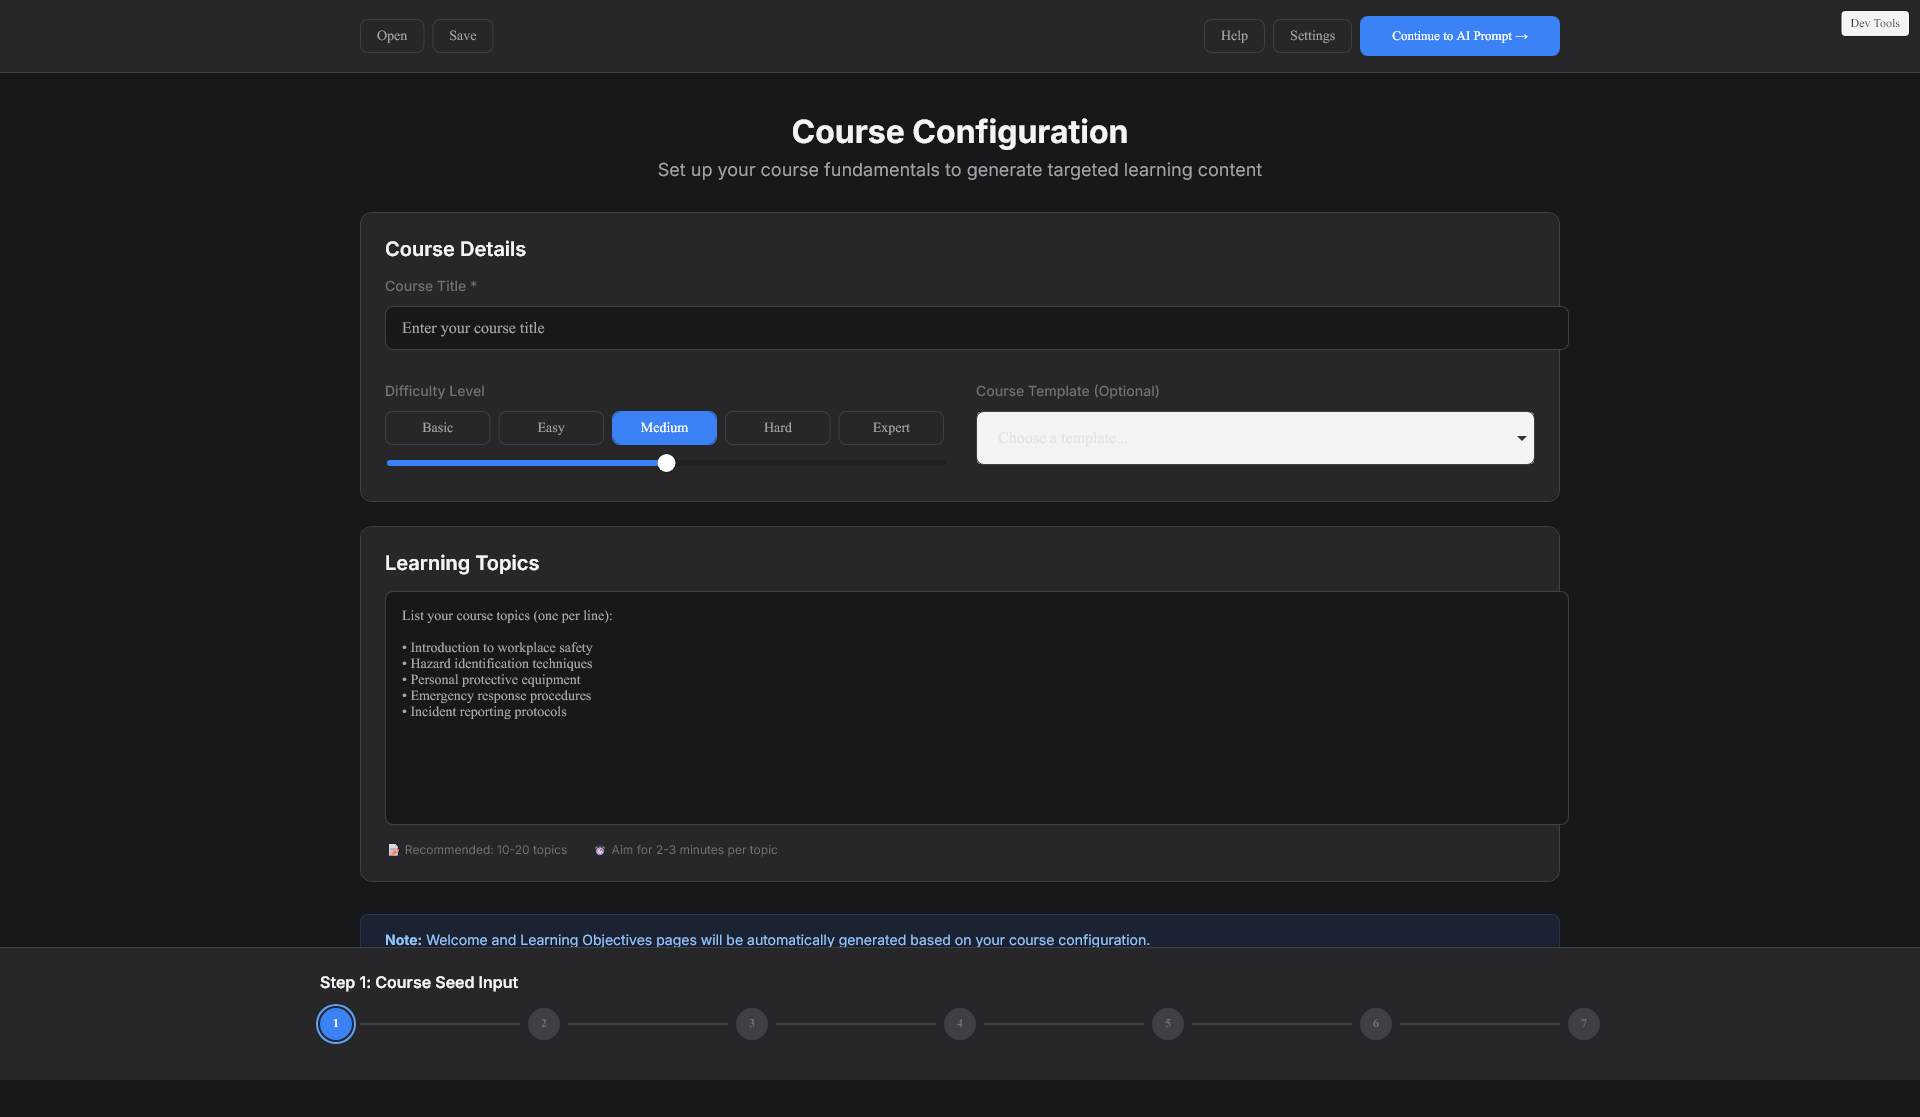 Open Save Help Settings Continue to AI Prompt → Dev Tools
Course Configuration
Set up your course fundamentals to generate targeted learning content
Course Details
Course Title *
Enter your course title
Difficulty Level
Basic Easy Medium Hard Expert
Course Template (Optional)
Choose a template...
Learning Topics
List your course topics (one per line):
• Introduction to workplace safety
• Hazard identification techniques
• Personal protective equipment
• Emergency response procedures
• Incident reporting protocols
Recommended: 10-20 topics Aim for 2-3 minutes per topic
Note: Welcome and Learning Objectives pages will be automatically generated based on your course configuration.
Step 1: Course Seed Input
1 2 3 4 5 6 7